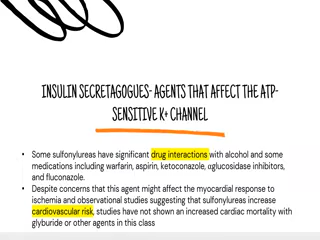 INSULIN SECRETAGOGUES- AGENTS THAT AFFECT THE ATP-
SENSITIVE K+ CHANNEL
• Some sulfonylureas have significant drug interactions with alcohol and some
medications including warfarin, aspirin, ketoconazole, αglucosidase inhibitors,
and fluconazole.
• Despite concerns that this agent might affect the myocardial response to
ischemia and observational studies suggesting that sulfonylureas increase
cardiovascular risk, studies have not shown an increased cardiac mortality with
glyburide or other agents in this class